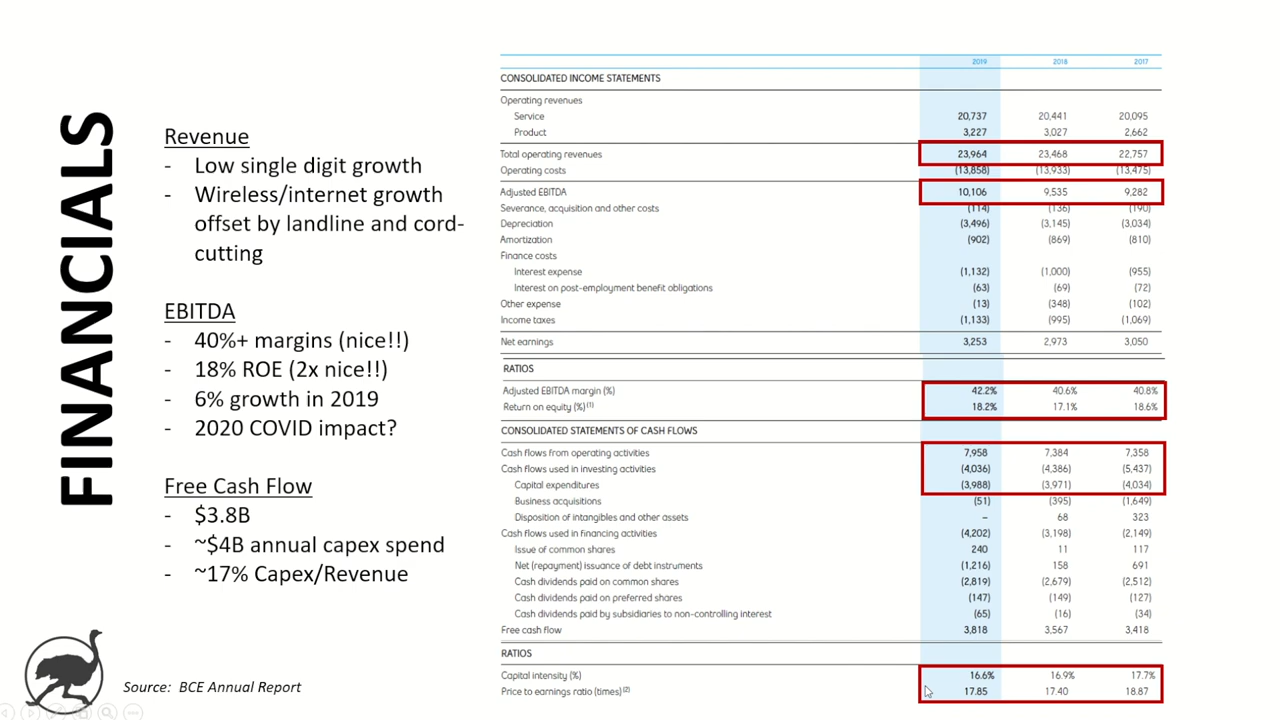 FINANCIALS
Revenue
- Low single digit growth
- Wireless/internet growth
offset by landline and cord-
cutting
EBITDA
- 40%+ margins (nice!!)
- 18% ROE (2x nice!!)
- 6% growth in 2019
- 2020 COVID impact?
Free Cash Flow
- $3.8B
- ~$4B annual capex spend
- ~17% Capex/Revenue
Source: BCE Annual Report
2019 2018 2017
CONSOLIDATED INCOME STATEMENTS
Operating revenues
Service 20,737 20,441 20,095
Product 3,227 3,027 2,662
Total operating revenues 23,964 23,468 22,757
Operating costs (13,858) (13,933) (13,475)
Adjusted EBITDA 10,106 9,535 9,282
Severance, acquisition and other costs (114) (136) (190)
Depreciation (3,496) (3,145) (3,034)
Amortization (902) (869) (810)
Finance costs
Interest expense (1,132) (1,000) (955)
Interest on post-employment benefit obligations (63) (69) (72)
Other expense (13) (348) (102)
Income taxes (1,133) (995) (1,069)
Net earnings 3,253 2,973 3,050
RATIOS
Adjusted EBITDA margin (%) 42.2% 40.6% 40.8%
Return on equity (%)(1) 18.2% 17.1% 18.6%
CONSOLIDATED STATEMENTS OF CASH FLOWS
Cash flows from operating activities 7,958 7,384 7,358
Cash flows used in investing activities (4,036) (4,386) (5,437)
Capital expenditures (3,988) (3,971) (4,034)
Business acquisitions (51) (395) (1,649)
Disposition of intangibles and other assets – 68 323
Cash flows used in financing activities (4,202) (3,198) (2,149)
Issue of common shares 240 11 117
Net (repayment) issuance of debt instruments (1,216) 158 691
Cash dividends paid on common shares (2,819) (2,679) (2,512)
Cash dividends paid on preferred shares (147) (149) (127)
Cash dividends paid by subsidiaries to non-controlling interest (65) (16) (34)
Free cash flow 3,818 3,567 3,418
RATIOS
Capital intensity (%) 16.6% 16.9% 17.7%
Price to earnings ratio (times)(2) 17.85 17.40 18.87